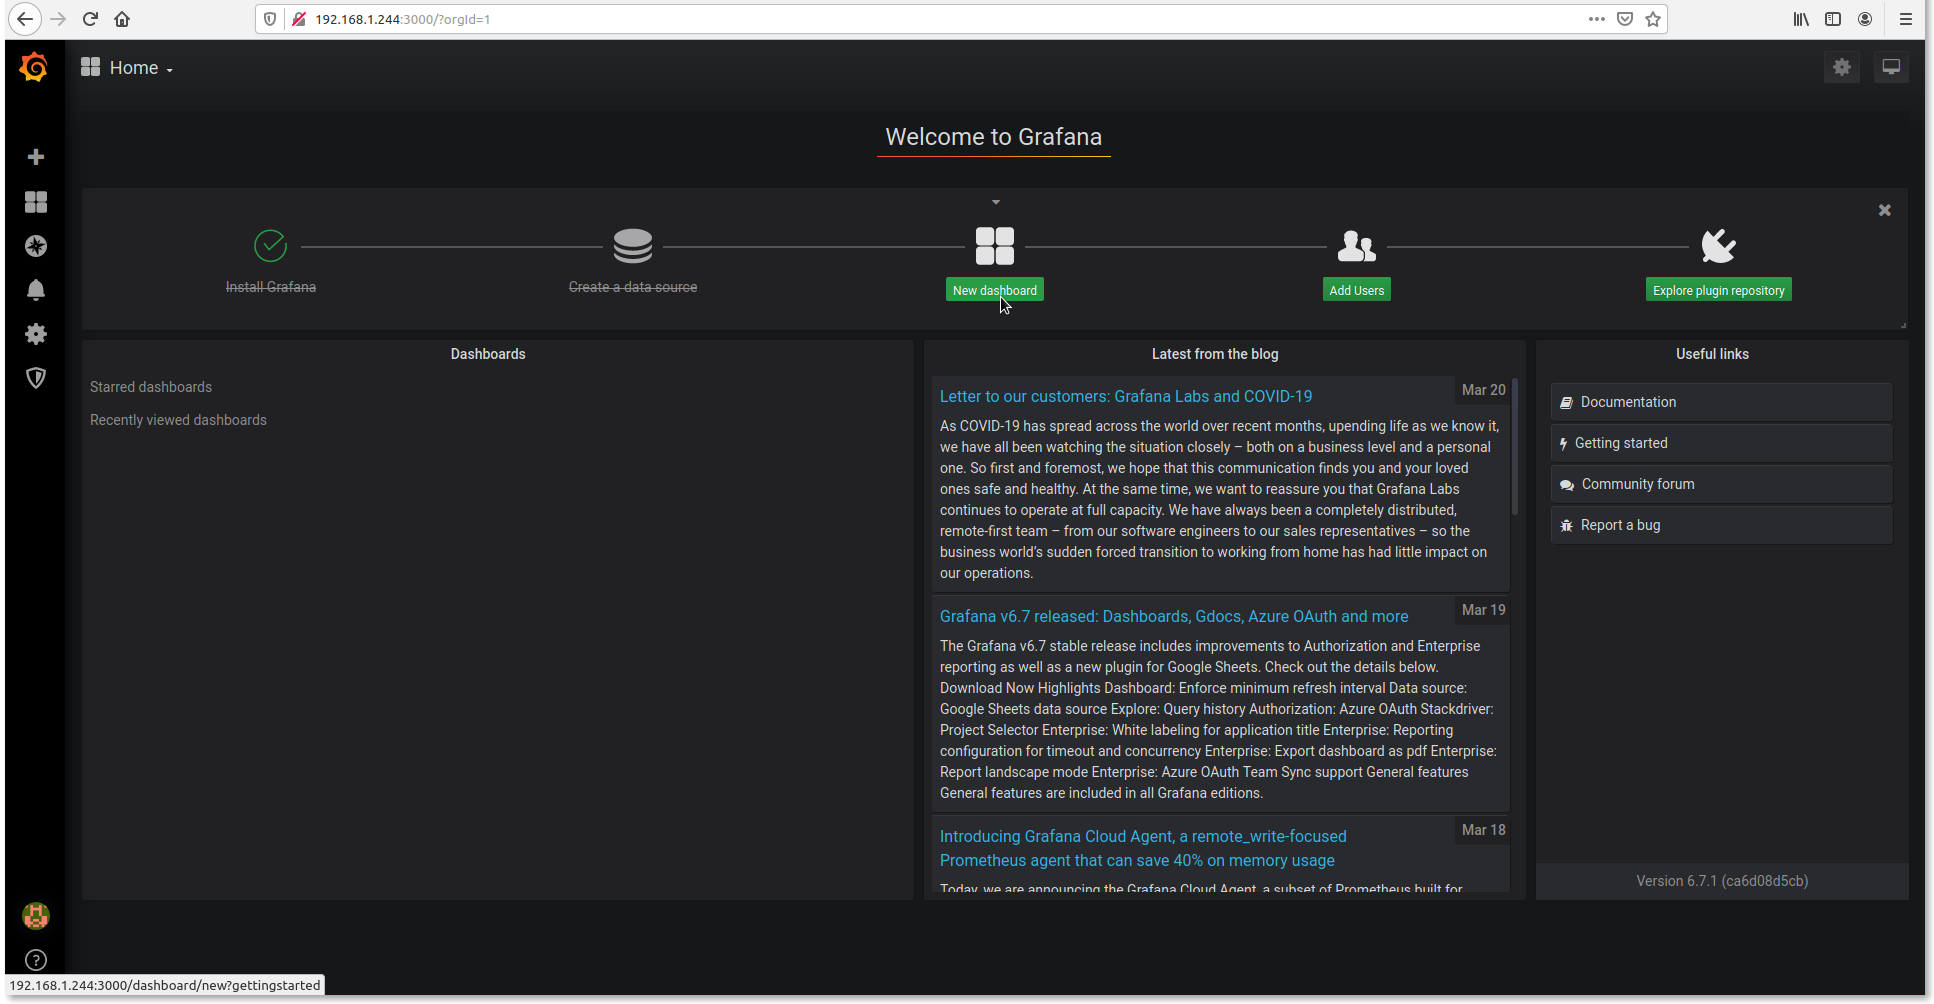 192.168.1.244:3000/?orgId=1
Home
Welcome to Grafana
Install Grafana
Create a data source
New dashboard
Add Users
Explore plugin repository
Dashboards
Starred dashboards
Recently viewed dashboards
Latest from the blog
Letter to our customers: Grafana Labs and COVID-19
Mar 20
As COVID-19 has spread across the world over recent months, upending life as we know it,
we have all been watching the situation closely – both on a business level and a personal
one. So first and foremost, we hope that this communication finds you and your loved
ones safe and healthy. At the same time, we want to reassure you that Grafana Labs
continues to operate at full capacity. We have always been a completely distributed,
remote-first team – from our software engineers to our sales representatives – so the
business world’s sudden forced transition to working from home has had little impact on
our operations.
Grafana v6.7 released: Dashboards, Gdocs, Azure OAuth and more
Mar 19
The Grafana v6.7 stable release includes improvements to Authorization and Enterprise
reporting as well as a new plugin for Google Sheets. Check out the details below.
Download Now Highlights Dashboard: Enforce minimum refresh interval Data source:
Google Sheets data source Explore: Query history Authorization: Azure OAuth Stackdriver:
Project Selector Enterprise: White labeling for application title Enterprise: Reporting
configuration for timeout and concurrency Enterprise: Export dashboard as pdf Enterprise:
Report landscape mode Enterprise: Azure OAuth Team Sync support General features
General features are included in all Grafana editions.
Introducing Grafana Cloud Agent, a remote_write-focused
Prometheus agent that can save 40% on memory usage
Mar 18
Today, we are announcing the Grafana Cloud Agent, a subset of Prometheus built for
Useful links
Documentation
Getting started
Community forum
Report a bug
Version 6.7.1 (ca6d08d5cb)
192.168.1.244:3000/dashboard/new?gettingstarted